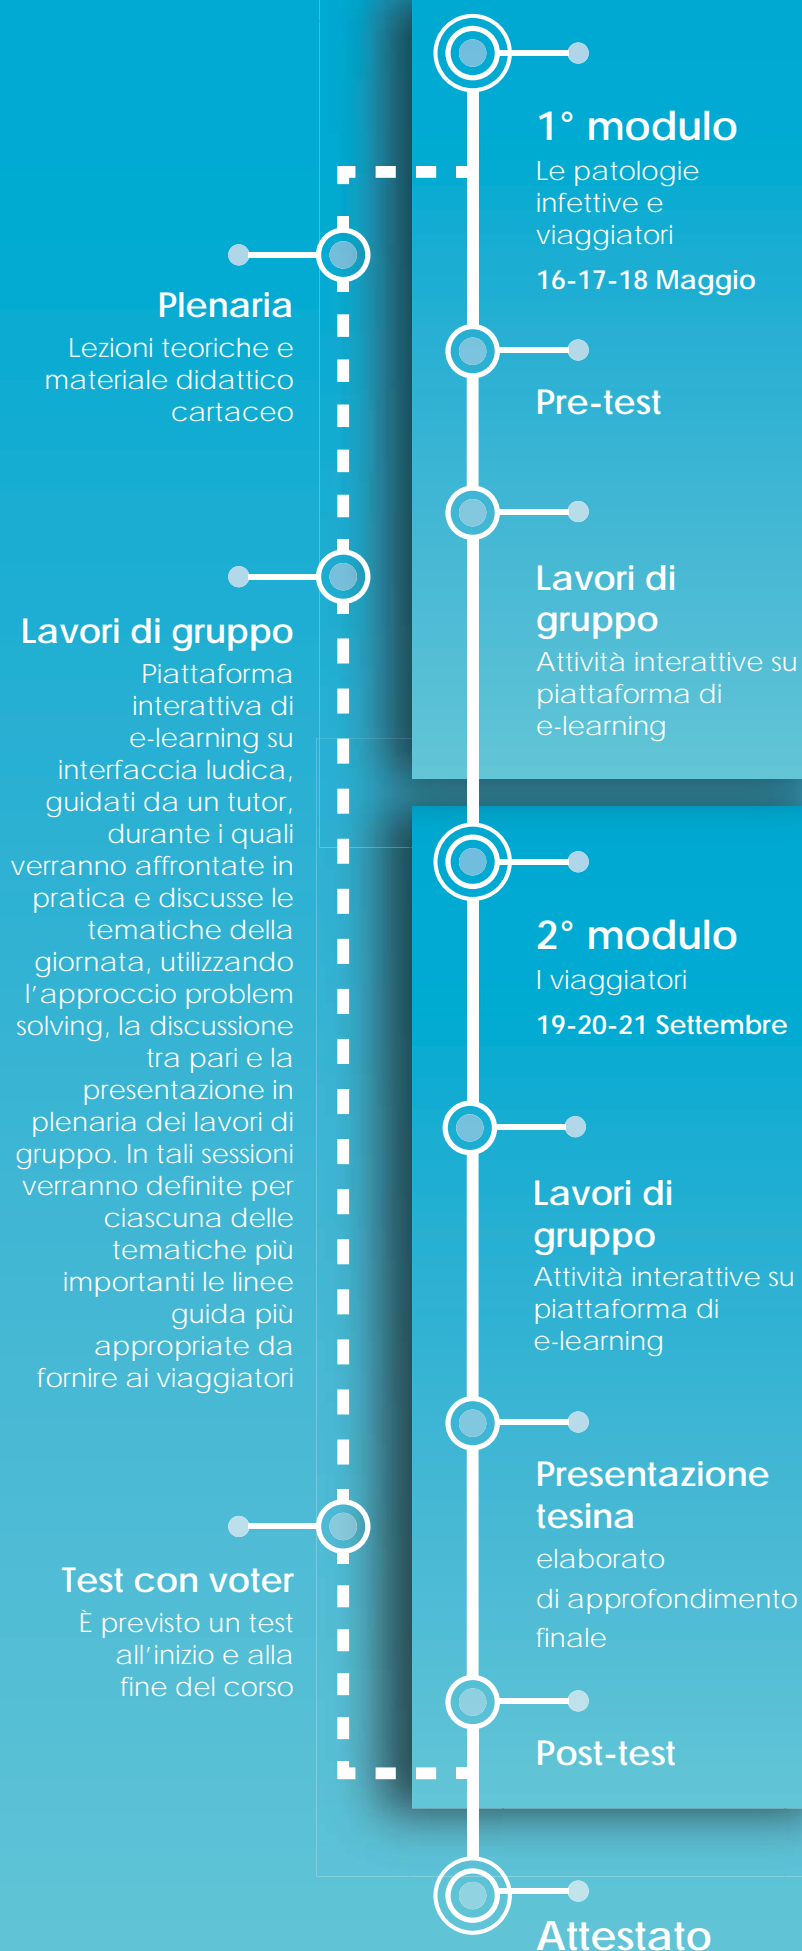 1° modulo
Le patologie
infettive e
viaggiatori
16-17-18 Maggio
Pre-test
Lavori di
gruppo
Attività interattive su
piattaforma di
e-learning
2° modulo
I viaggiatori
19-20-21 Settembre
Lavori di
gruppo
Attività interattive su
piattaforma di
e-learning
Presentazione
tesina
elaborato
di approfondimento
finale
Post-test
Attestato
Plenaria
Lezioni teoriche e
materiale didattico
cartaceo
Lavori di gruppo
Piattaforma
interattiva di
e-learning su
interfaccia ludica,
guidati da un tutor,
durante i quali
verranno affrontate in
pratica e discusse le
tematiche della
giornata, utilizzando
l'approccio problem
solving, la discussione
tra pari e la
presentazione in
plenaria dei lavori di
gruppo. In tali sessioni
verranno definite per
ciascuna delle
tematiche più
importanti le linee
guida più
appropriate da
fornire ai viaggiatori
Test con voter
È previsto un test
all'inizio e alla
fine del corso